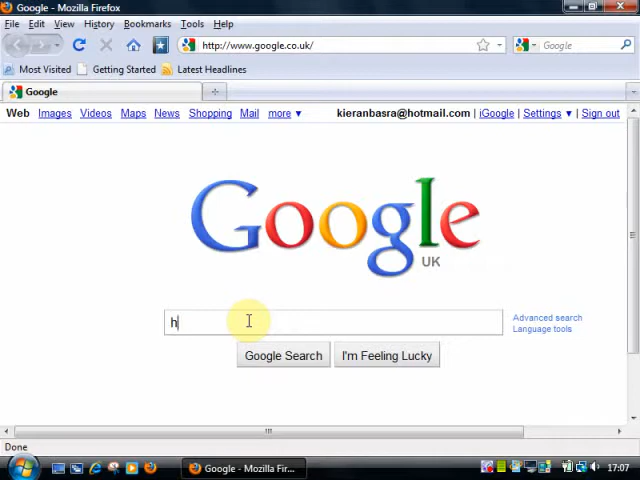 Google - Mozilla Firefox
File Edit View History Bookmarks Tools Help
http://www.google.co.uk/ Google
Most Visited Getting Started Latest Headlines
Google
Web Images Videos Maps News Shopping Mail more ▼ kieranbasra@hotmail.com | iGoogle | Settings ▼ | Sign out
Google
UK
h
Advanced search
Language tools
Google Search I'm Feeling Lucky
Done
Google - Mozilla Fir... 17:07